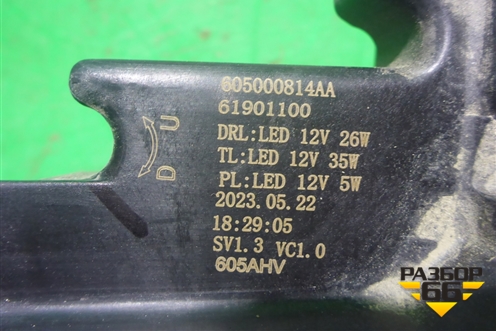 605000814AA
61901100
DRL:LED 12V 26W
TL:LED 12V 35W
PL:LED 12V 5W
2023.05.22
18:29:05
SV1.3 VC1.0
605AHV
D U
РАЗБОР
66